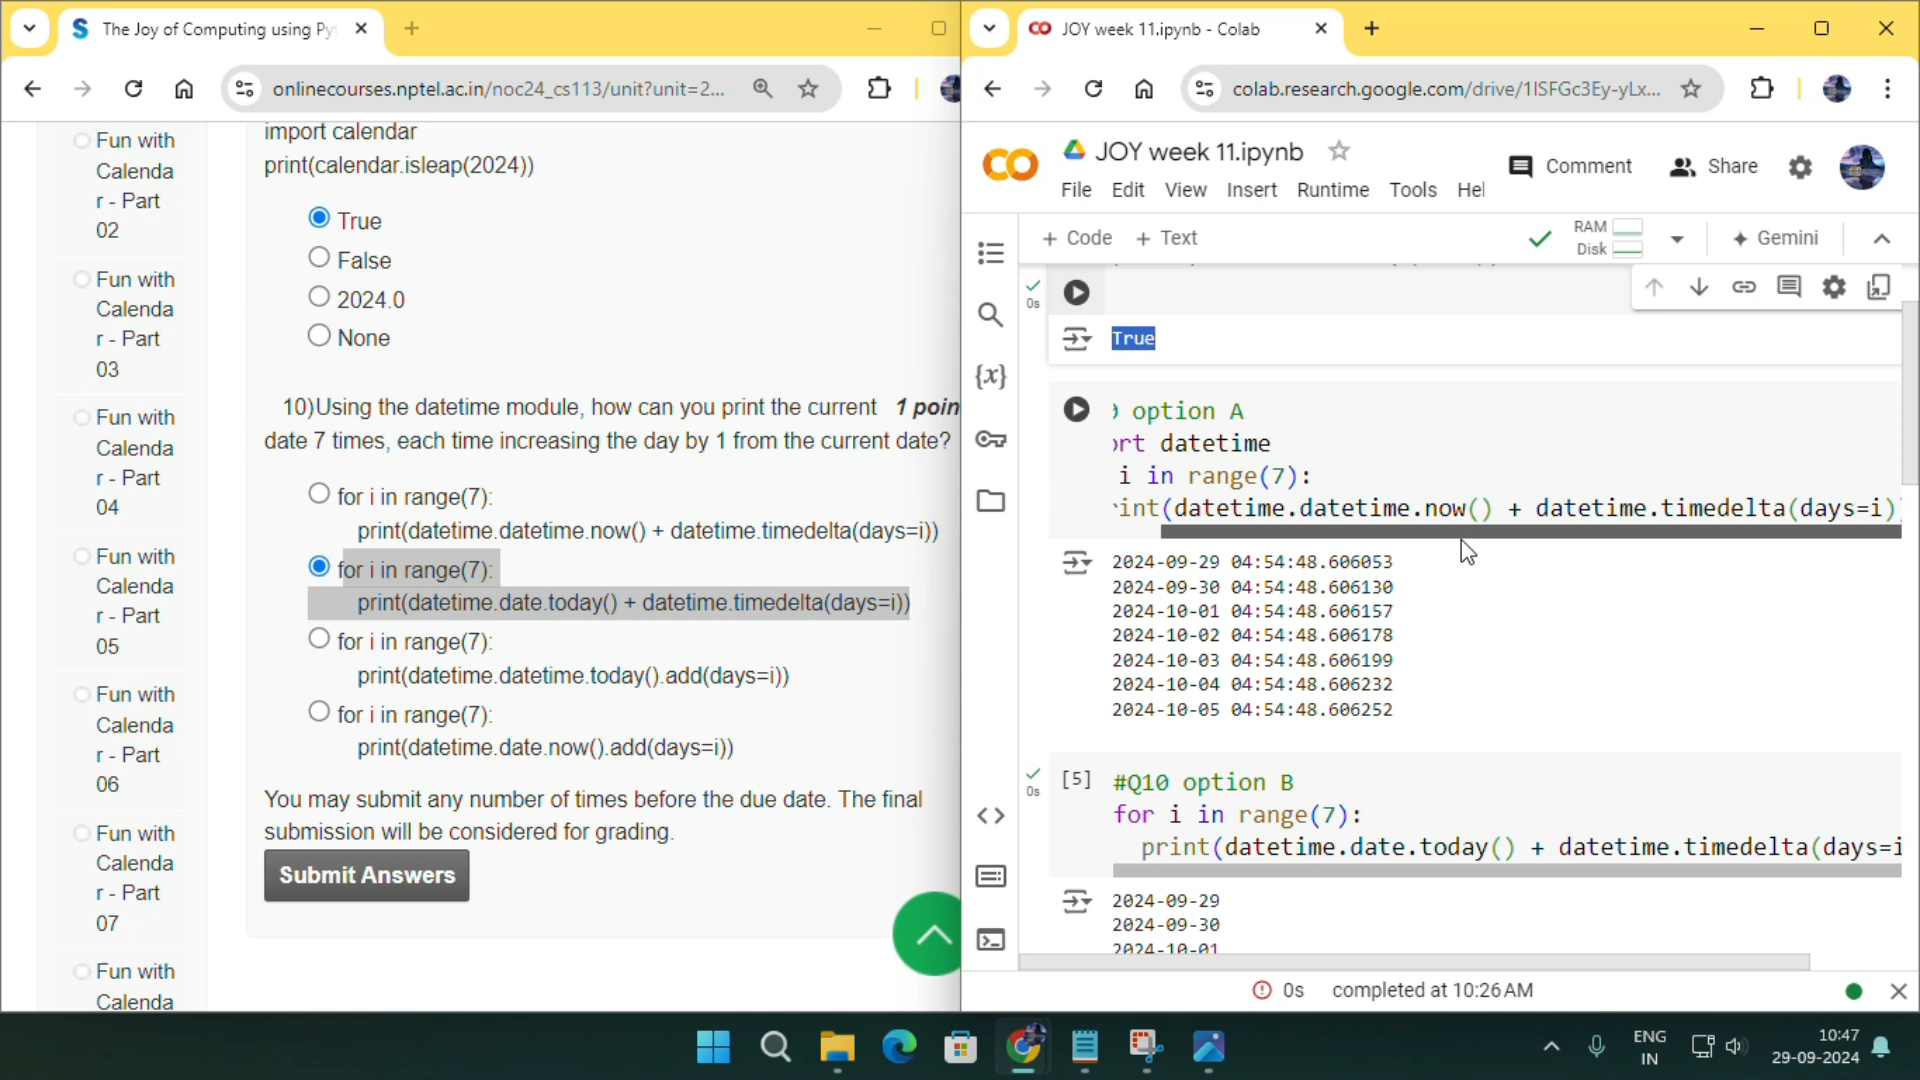 The Joy of Computing using Py
onlinecourses.nptel.ac.in/noc24_cs113/unit?unit=2...
Fun with
Calenda
r - Part
02
Fun with
Calenda
r - Part
03
Fun with
Calenda
r - Part
04
Fun with
Calenda
r - Part
05
Fun with
Calenda
r - Part
06
Fun with
Calenda
r - Part
07
Fun with
Calenda
import calendar
print(calendar.isleap(2024))
True
False
2024.0
None
10)Using the datetime module, how can you print the current 1 poin
date 7 times, each time increasing the day by 1 from the current date?
for i in range(7):
print(datetime.datetime.now() + datetime.timedelta(days=i))
for i in range(7):
print(datetime.date.today() + datetime.timedelta(days=i))
for i in range(7):
print(datetime.datetime.today().add(days=i))
for i in range(7):
print(datetime.date.now().add(days=i))
You may submit any number of times before the due date. The final
submission will be considered for grading.
Submit Answers
JOY week 11.ipynb - Colab
colab.research.google.com/drive/1ISFGc3Ey-yLx...
JOY week 11.ipynb
Comment
Share
File Edit View Insert Runtime Tools Hel
+ Code + Text
RAM
Disk
Gemini
0s
True
option A
ort datetime
i in range(7):
int(datetime.datetime.now() + datetime.timedelta(days=i)
2024-09-29 04:54:48.606053
2024-09-30 04:54:48.606130
2024-10-01 04:54:48.606157
2024-10-02 04:54:48.606178
2024-10-03 04:54:48.606199
2024-10-04 04:54:48.606232
2024-10-05 04:54:48.606252
0s
[5] #Q10 option B
for i in range(7):
print(datetime.date.today() + datetime.timedelta(days=i
2024-09-29
2024-09-30
2024-10-01
0s completed at 10:26 AM
ENG
IN
10:47
29-09-2024